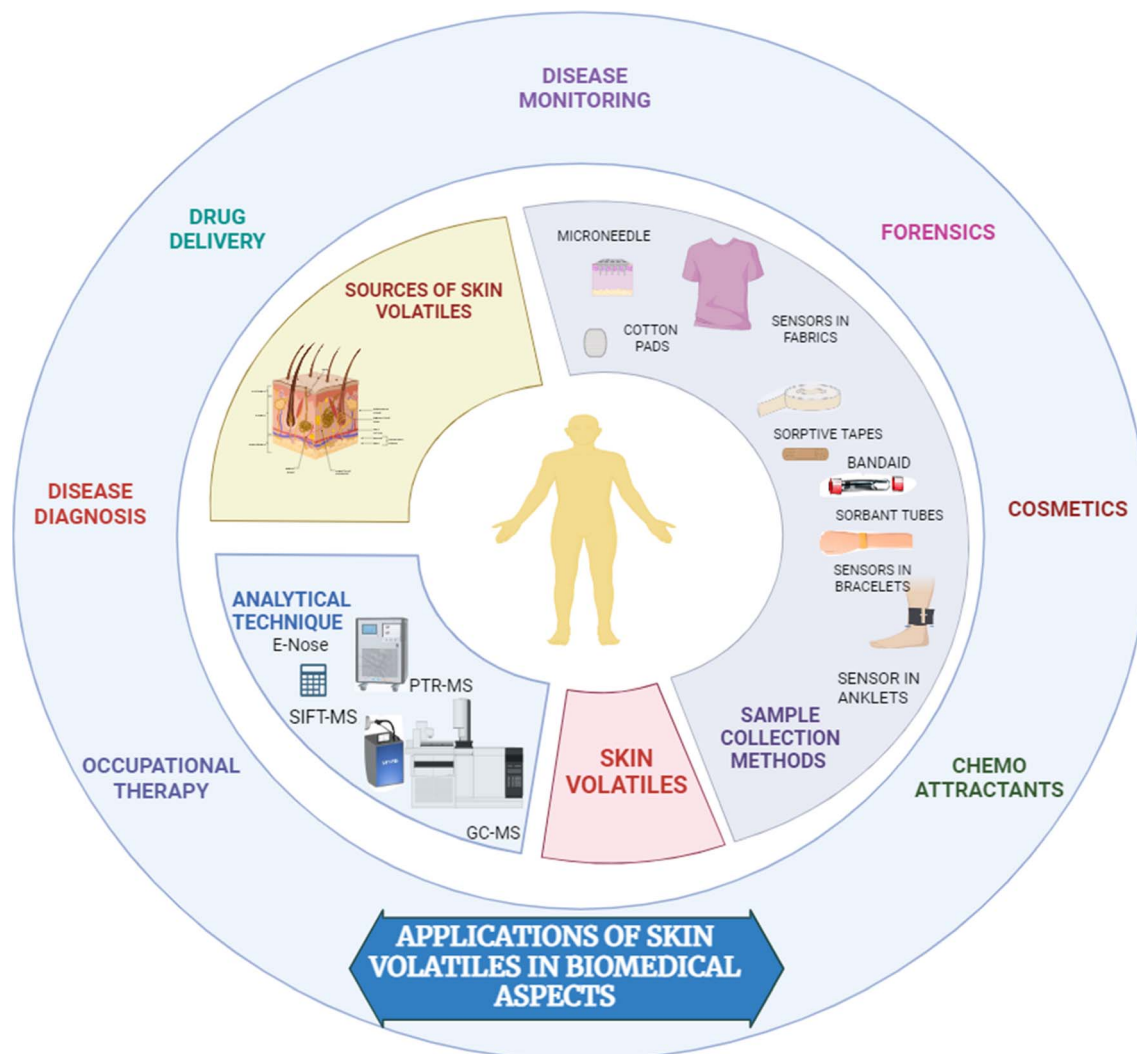 DISEASE
MONITORING
DRUG
DELIVERY
FORENSICS
DISEASE
DIAGNOSIS
COSMETICS
OCCUPATIONAL
THERAPY
CHEMO
ATTRACTANTS
SOURCES OF SKIN
VOLATILES
MICRONEEDLE
COTTON
PADS
SENSORS IN
FABRICS
SORPTIVE TAPES
BANDAID
SORBANT TUBES
SENSORS IN
BRACELETS
SENSOR IN
ANKLETS
SAMPLE
COLLECTION
METHODS
ANALYTICAL
TECHNIQUE
E-Nose
PTR-MS
SIFT-MS
GC-MS
SKIN
VOLATILES
APPLICATIONS OF SKIN
VOLATILES IN BIOMEDICAL
ASPECTS